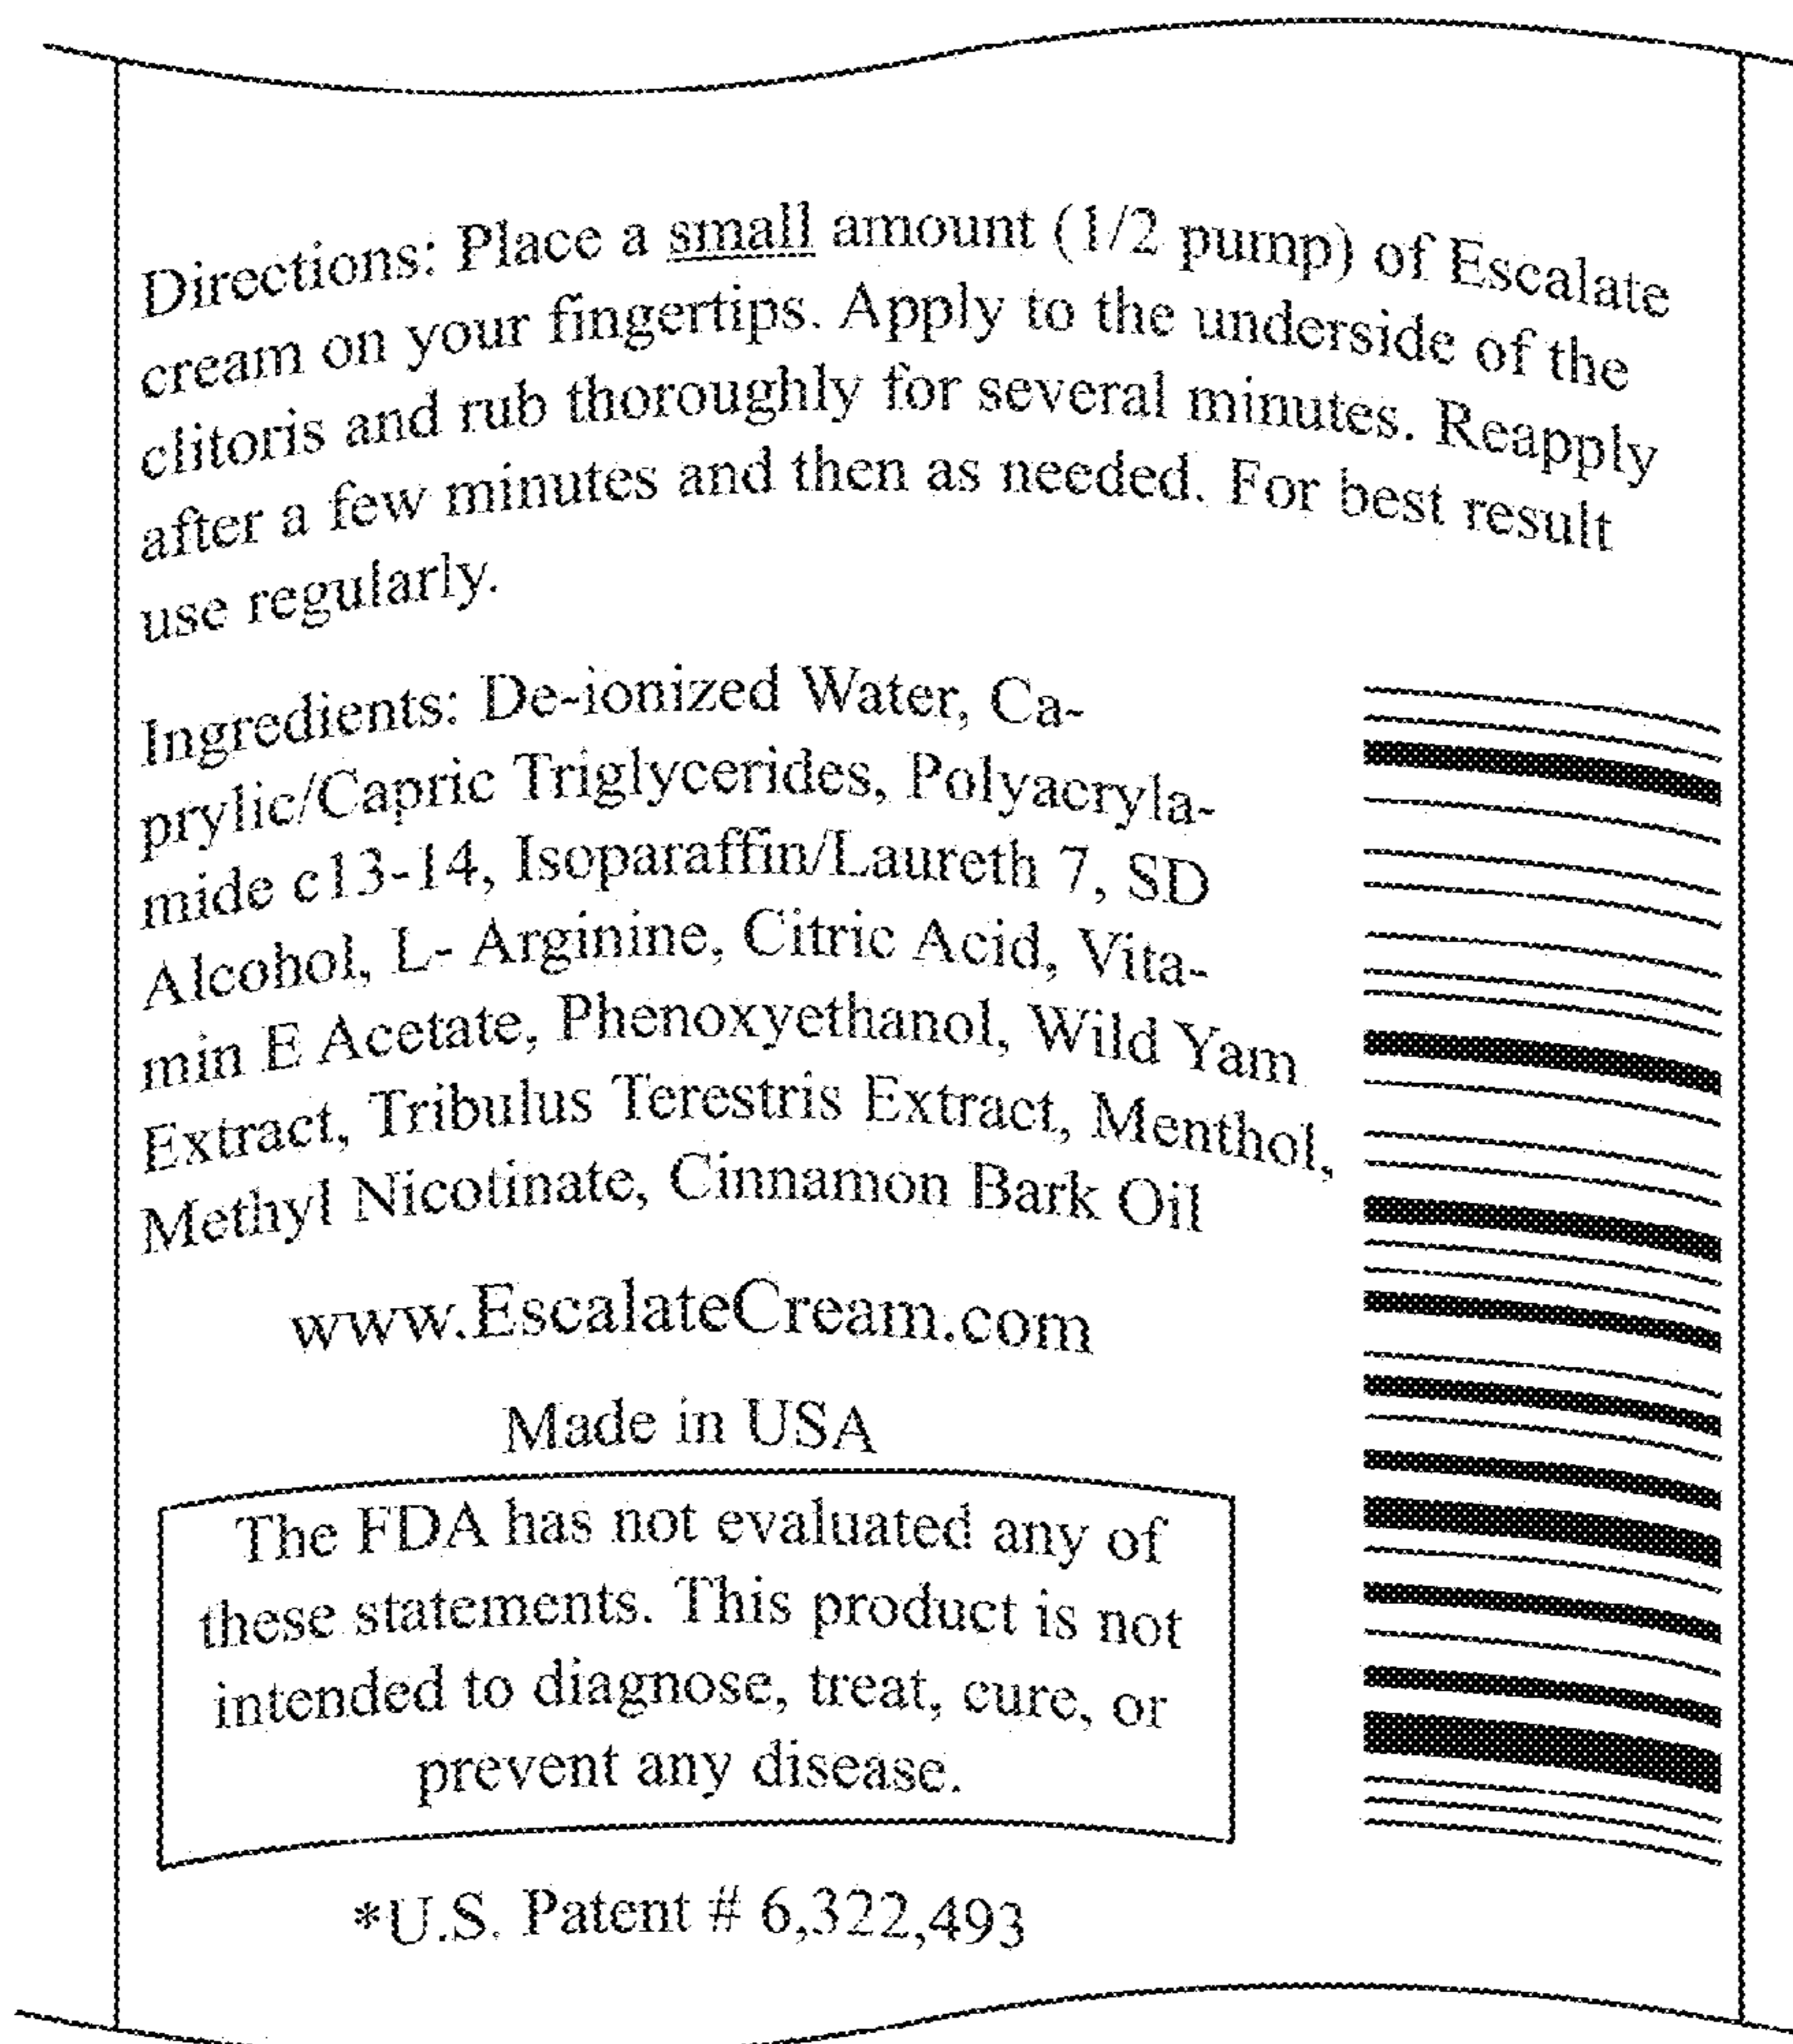 Directions: Place a small amount (1/2 pump) of Escalate
cream on your fingertips. Apply to the underside of the
clitoris and rub thoroughly for several minutes. Reapply
after a few minutes and then as needed. For best result
use regularly.
Ingredients: De-ionized Water, Ca-
prylic/Capric Triglycerides, Polyacryla-
mide c13-14, Isoparaffin/Laureth 7, SD
Alcohol, L- Arginine, Citric Acid, Vita-
min E Acetate, Phenoxyethanol, Wild Yam
Extract, Tribulus Terestris Extract, Menthol,
Methyl Nicotinate, Cinnamon Bark Oil
www.EscalateCream.com
Made in USA
The FDA has not evaluated any of
these statements. This product is not
intended to diagnose, treat, cure, or
prevent any disease.
*U.S. Patent # 6,322,493